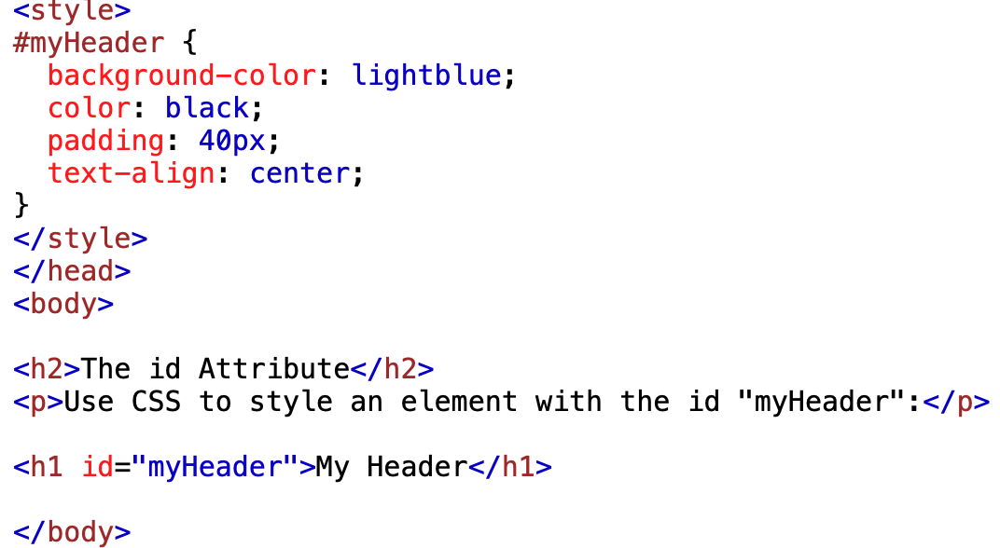 <style>
#myHeader {
  background-color: lightblue;
  color: black;
  padding: 40px;
  text-align: center;
}
</style>
</head>
<body>

<h2>The id Attribute</h2>
<p>Use CSS to style an element with the id "myHeader":</p>

<h1 id="myHeader">My Header</h1>

</body>